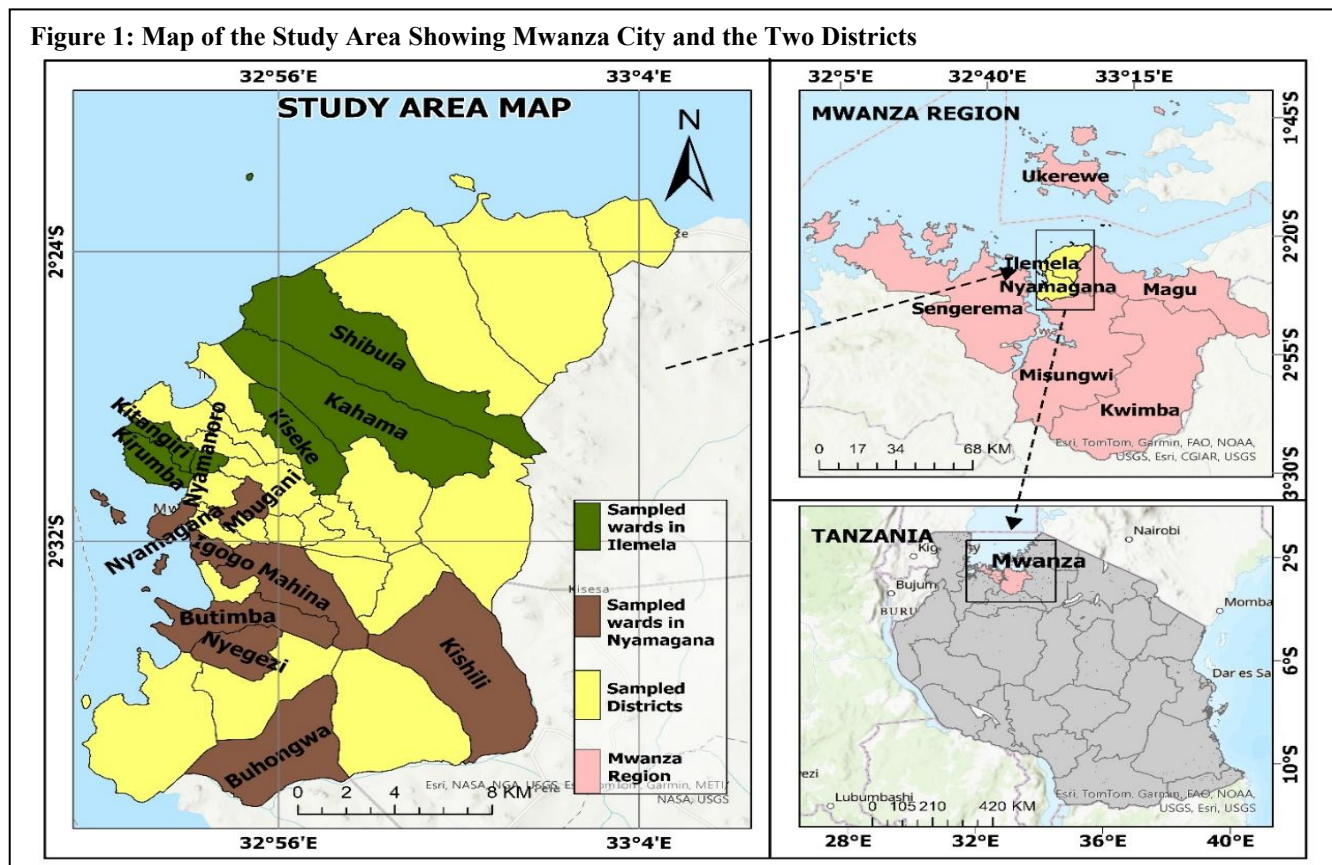 Figure 1: Map of the Study Area Showing Mwanza City and the Two Districts
32°56'E
33°4'E
STUDY AREA MAP
N
2°24'S
2°32'S
Shibula
Kahama
Kiseke
Kitangiri
Kirumba
Nyamanoro
Mbugani
Nyamagana
Igogo
Mahina
Butimba
Nyegezi
Kishili
Buhongwa
Kisesa
Sampled
wards in
Ilemela
Sampled
wards in
Nyamagana
Sampled
Districts
Mwanza
Region
0 2 4 8 KM
NASA, USGS
32°56'E
33°4'E
32°5'E
32°40'E
33°15'E
MWANZA REGION
1°45'S
2°20'S
2°55'S
3°30'S
Ukerewe
Ilemela
Nyamagana
Magu
Sengerema
Misungwi
Kwimba
0 17 34 68 KM
Esri, TomTom, Garmin, FAO, NOAA,
USGS, Esri, CGIAR, USGS
TANZANIA
Nairobi
Mwanza
Bujum
BURU
Momba
Dar es Sa
Lubumbashi
2°S
6°S
10°S
0 105 210 420 KM
Esri, TomTom, Garmin, FAO, NOAA,
USGS, Esri, USGS
28°E
32°E
36°E
40°E